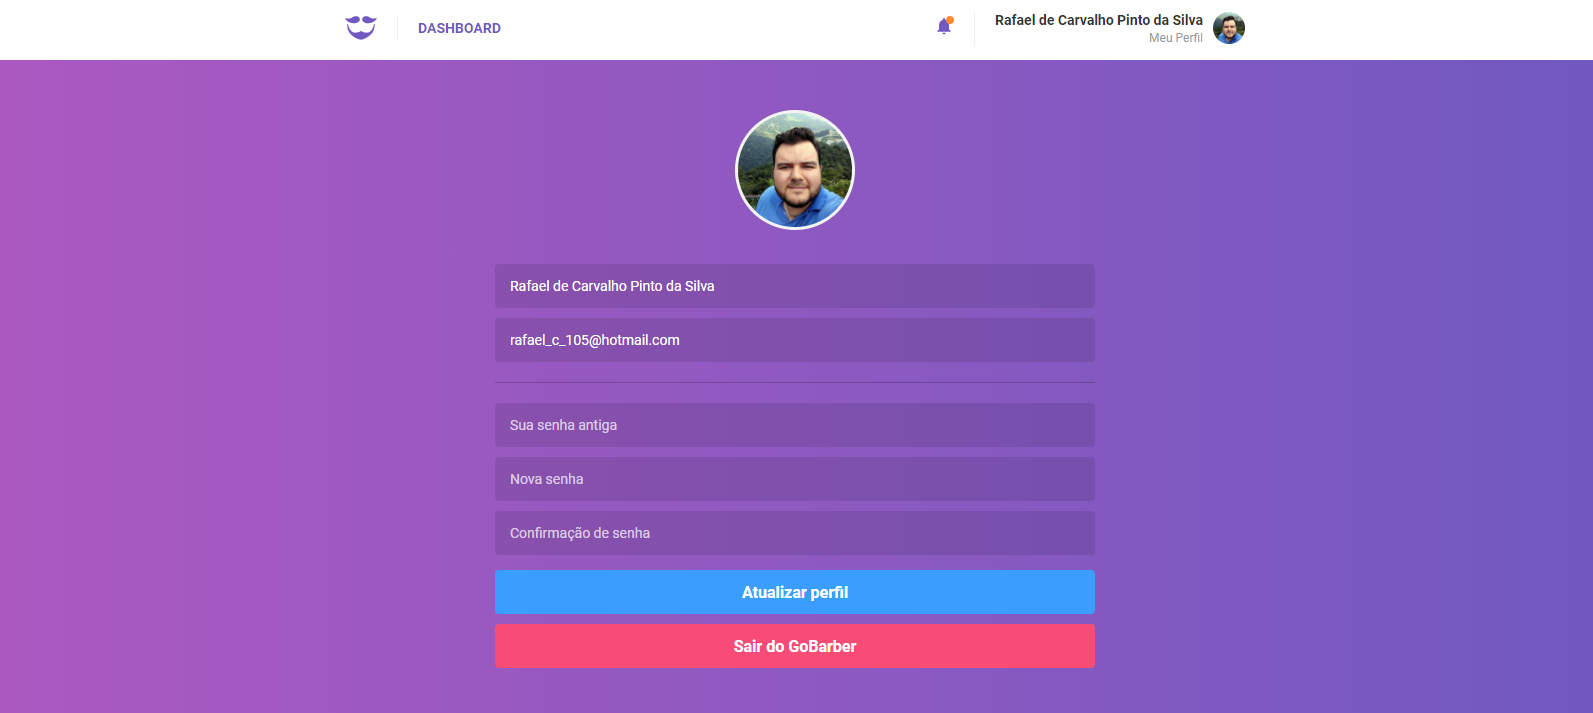 DASHBOARD
Rafael de Carvalho Pinto da Silva
Meu Perfil
Rafael de Carvalho Pinto da Silva
rafael_c_105@hotmail.com
Sua senha antiga
Nova senha
Confirmação de senha
Atualizar perfil
Sair do GoBarber